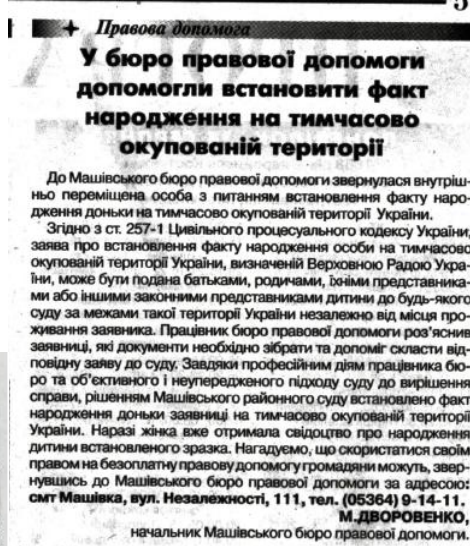 5
Правова допомога
У бюро правової допомоги
допомогли встановити факт
народження на тимчасово
окупованій території
До Машівського бюро правової допомоги звернулася внутріш-
ньо переміщена особа з питанням встановлення факту наро-
дження доньки на тимчасово окупованій території України.
Згідно з ст. 257-1 Цивільного процесуального кодексу України,
заява про встановлення факту народження особи на тимчасово
окупованій території України, визначеній Верховною Радою Укра-
їни, може бути подана батьками, родичами, їхніми представника-
ми або іншими законними представниками дитини до будь-якого
суду за межами такої території України незалежно від місця про-
живання заявника. Працівник бюро правової допомоги роз'яснив
заявниці, які документи необхідно зібрати та допоміг скласти від-
повідну заяву до суду. Завдяки професійним діям працівника бю-
ро та об'єктивного і неупередженого підходу суду до вирішення
справи, рішенням Машівського районного суду встановлено факт
народження доньки заявниці на тимчасово окупованій території
України. Наразі жінка вже отримала свідоцтво про народження
дитини встановленого зразка. Нагадуємо, що скористатися своїм
правом на безоплатну правову допомогу громадяни можуть, звер-
нувшись до Машівського бюро правової допомоги за адресою:
смт Машівка, вул. Незалежності, 111, тел. (05364) 9-14-11.
М.ДВОРОВЕНКО,
начальник Машівського бюро правової допомоги.